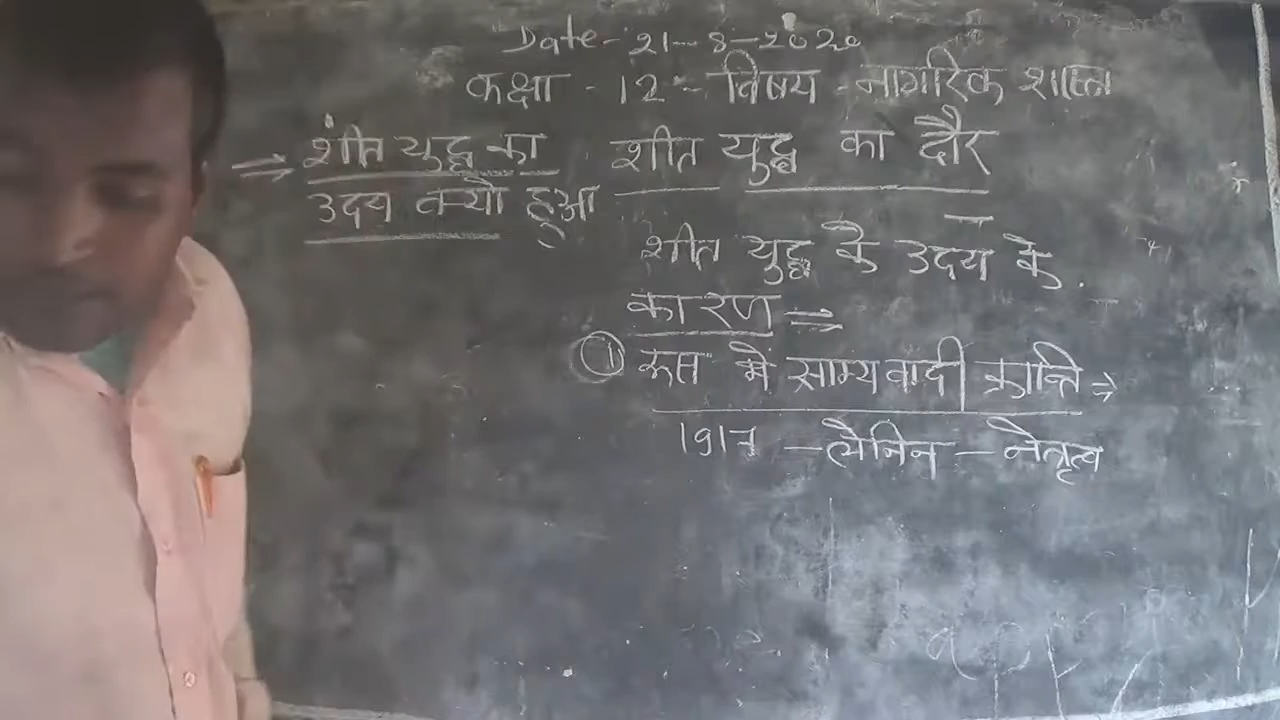 Date - 21-8-2020
कक्षा - 12 :- विषय - नागरिक शास्त्र
⇒ शीत युद्ध का
उदय क्यों हुआ
शीत युद्ध का दौर
शीत युद्ध के उदय के
कारण ⇒
① रूस में साम्यवादी क्रान्ति →
1917 - लेनिन - नेतृत्व